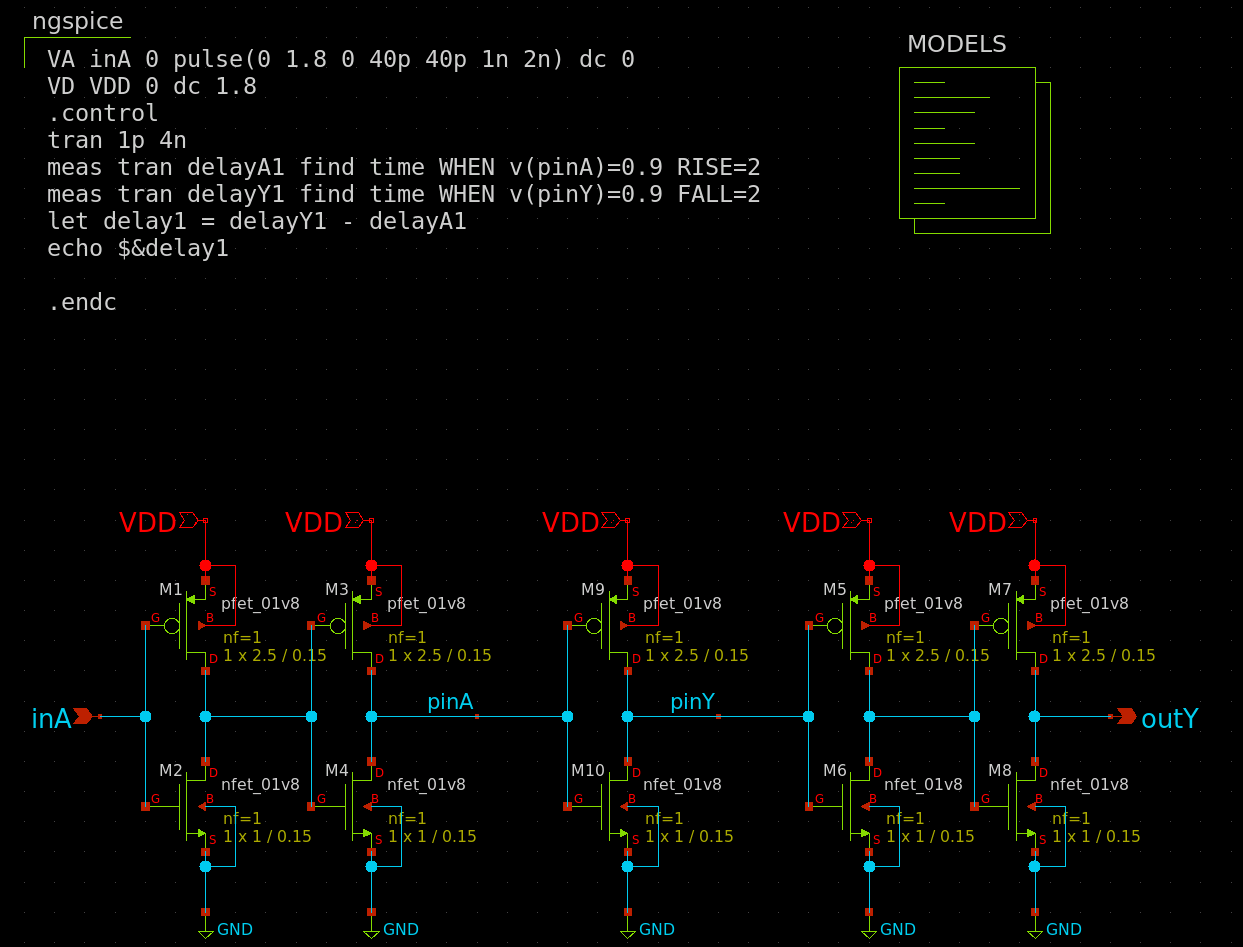 ngspice
VA inA 0 pulse(0 1.8 0 40p 40p 1n 2n) dc 0
VD VDD 0 dc 1.8
.control
tran 1p 4n
meas tran delayA1 find time WHEN v(pinA)=0.9 RISE=2
meas tran delayY1 find time WHEN v(pinY)=0.9 FALL=2
let delay1 = delayY1 - delayA1
echo $&delay1
.endc
MODELS
VDD VDD VDD VDD VDD
M1 S M3 S M9 S M5 S M7 S
pfet_01v8 pfet_01v8 pfet_01v8 pfet_01v8 pfet_01v8
G B G B G B G B G B
nf=1 nf=1 nf=1 nf=1 nf=1
D 1 x 2.5 / 0.15 D 1 x 2.5 / 0.15 D 1 x 2.5 / 0.15 D 1 x 2.5 / 0.15 D 1 x 2.5 / 0.15
inA pinA pinY outY
M2 D M4 D M10 D M6 D M8 D
nfet_01v8 nfet_01v8 nfet_01v8 nfet_01v8 nfet_01v8
G B G B G B G B G B
nf=1 nf=1 nf=1 nf=1 nf=1
S 1 x 1 / 0.15 S 1 x 1 / 0.15 S 1 x 1 / 0.15 S 1 x 1 / 0.15 S 1 x 1 / 0.15
GND GND GND GND GND